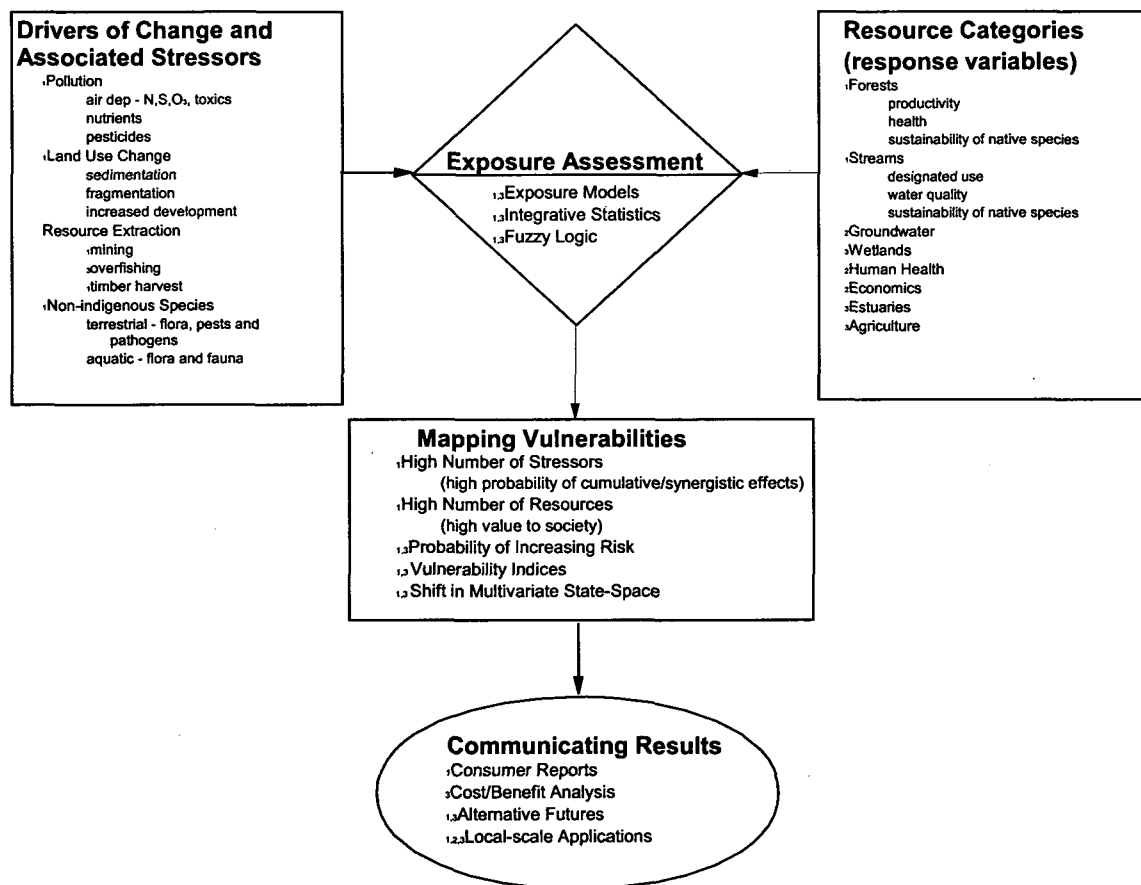 Drivers of Change and
Associated Stressors
₁Pollution
air dep - N,S,O₃, toxics
nutrients
pesticides
₁Land Use Change
sedimentation
fragmentation
increased development
Resource Extraction
₁mining
₃overfishing
₁timber harvest
₁Non-indigenous Species
terrestrial - flora, pests and
pathogens
aquatic - flora and fauna
Exposure Assessment
₁,₃Exposure Models
₁,₃Integrative Statistics
₁,₃Fuzzy Logic
Resource Categories
(response variables)
₁Forests
productivity
health
sustainability of native species
₁Streams
designated use
water quality
sustainability of native species
₂Groundwater
₃Wetlands
₂Human Health
₂Economics
₃Estuaries
₃Agriculture
Mapping Vulnerabilities
₁High Number of Stressors
(high probability of cumulative/synergistic effects)
₁High Number of Resources
(high value to society)
₁,₃Probability of Increasing Risk
₁,₃Vulnerability Indices
₁,₃Shift in Multivariate State-Space
Communicating Results
₁Consumer Reports
₃Cost/Benefit Analysis
₁,₃Alternative Futures
₁,₂,₃Local-scale Applications